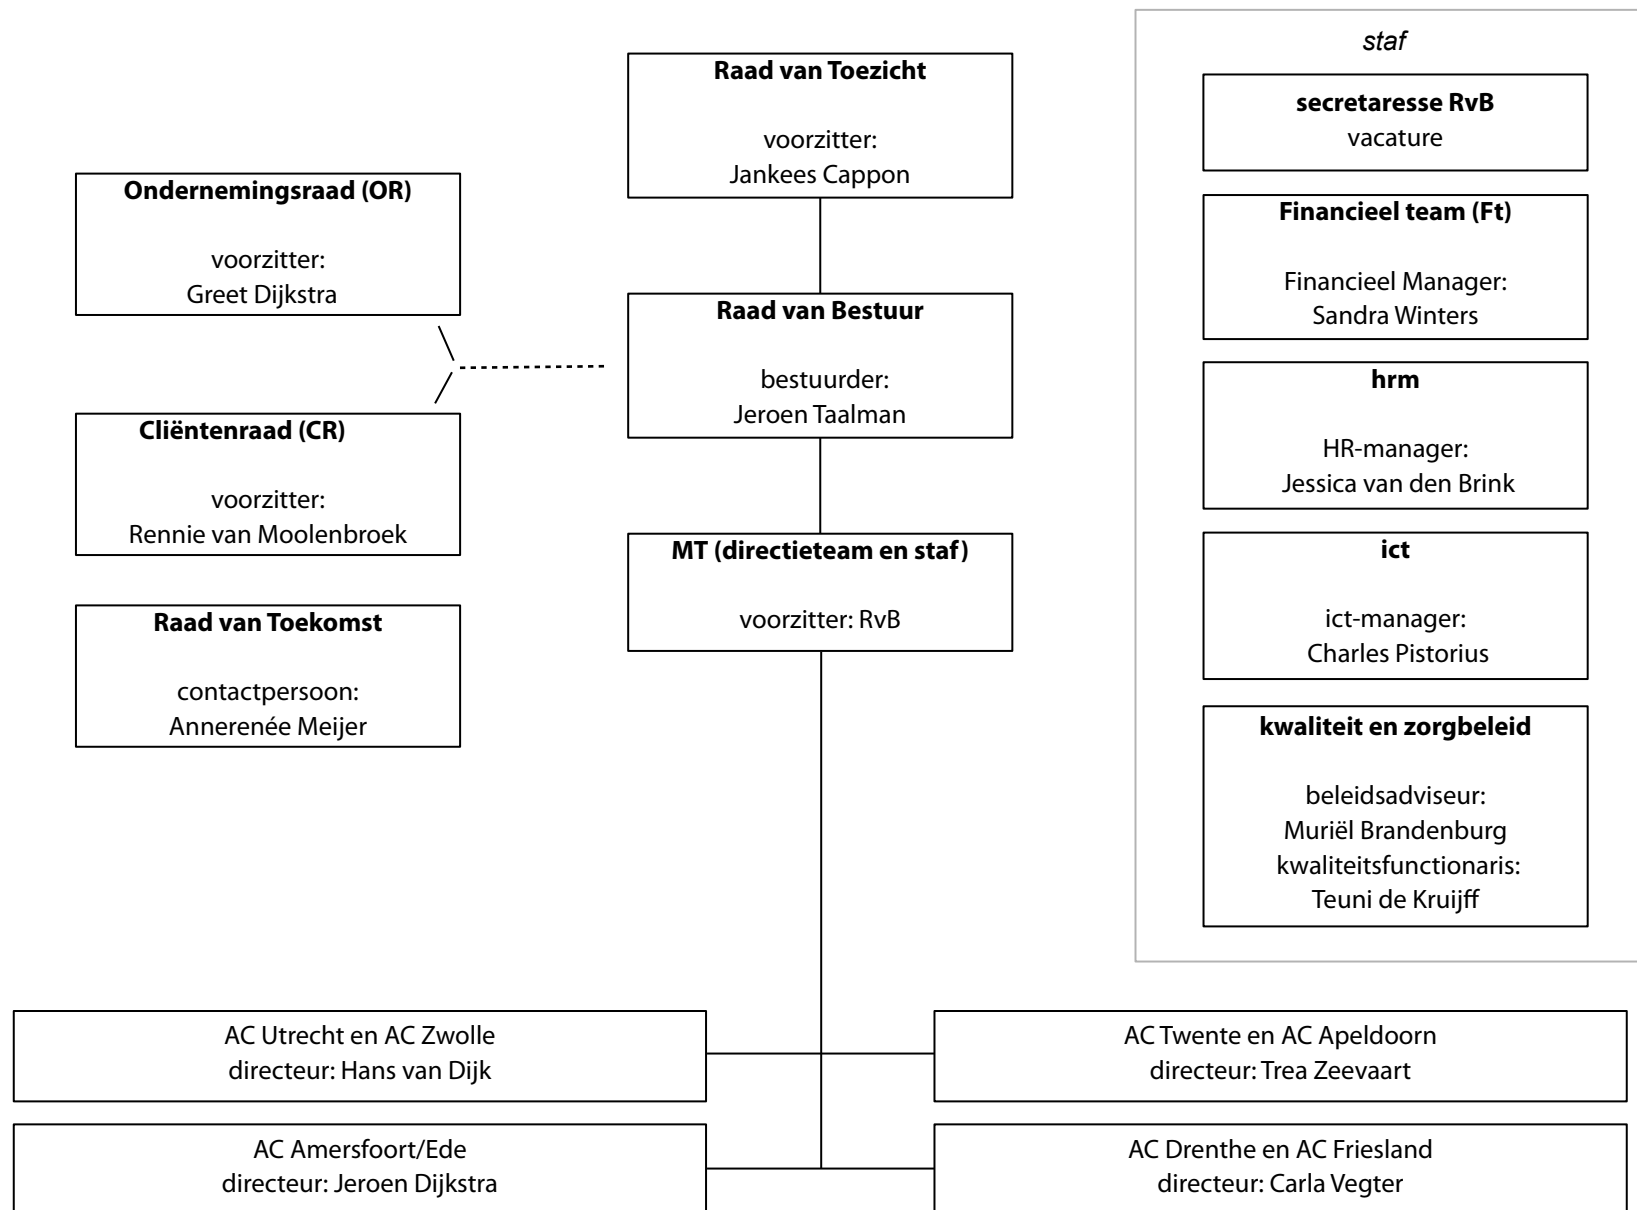 Raad van Toezicht
voorzitter:
Jankees Cappon
Ondernemingsraad (OR)
voorzitter:
Greet Dijkstra
Raad van Bestuur
bestuurder:
Jeroen Taalman
Cliëntenraad (CR)
voorzitter:
Rennie van Moolenbroek
MT (directieteam en staf)
voorzitter: RvB
Raad van Toekomst
contactpersoon:
Annerenée Meijer
staf
secretaresse RvB
vacature
Financieel team (Ft)
Financieel Manager:
Sandra Winters
hrm
HR-manager:
Jessica van den Brink
ict
ict-manager:
Charles Pistorius
kwaliteit en zorgbeleid
beleidsadviseur:
Muriël Brandenburg
kwaliteitsfunctionaris:
Teuni de Kruijff
AC Utrecht en AC Zwolle
directeur: Hans van Dijk
AC Twente en AC Apeldoorn
directeur: Trea Zeevaart
AC Amersfoort/Ede
directeur: Jeroen Dijkstra
AC Drenthe en AC Friesland
directeur: Carla Vegter